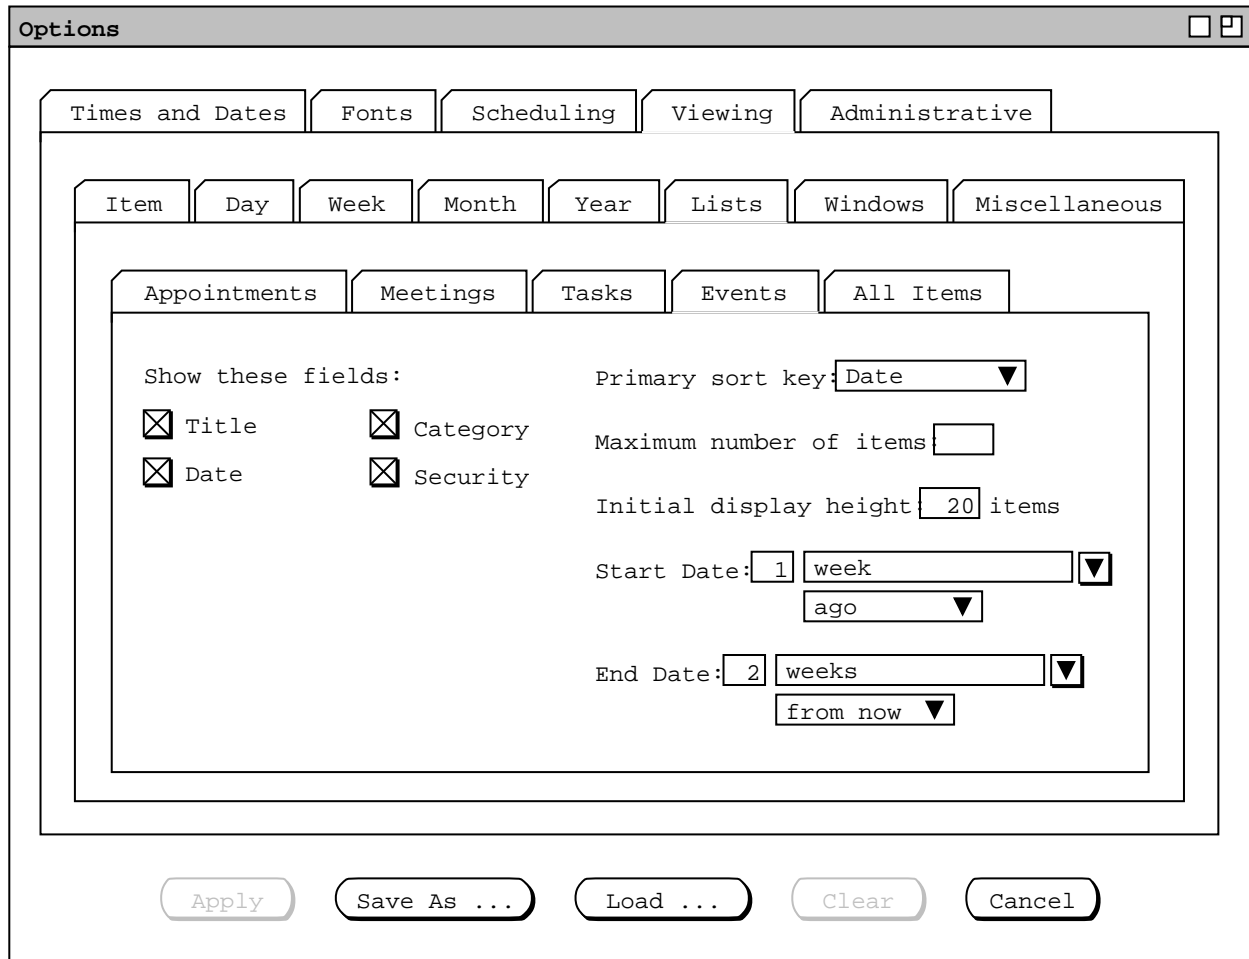 Options
Times and Dates Fonts Scheduling Viewing Administrative
Item Day Week Month Year Lists Windows Miscellaneous
Appointments Meetings Tasks Events All Items
Show these fields:
Title Category
Date Security
Primary sort key: Date
Maximum number of items:
Initial display height: 20 items
Start Date: 1 week
ago
End Date: 2 weeks
from now
Apply Save As ... Load ... Clear Cancel